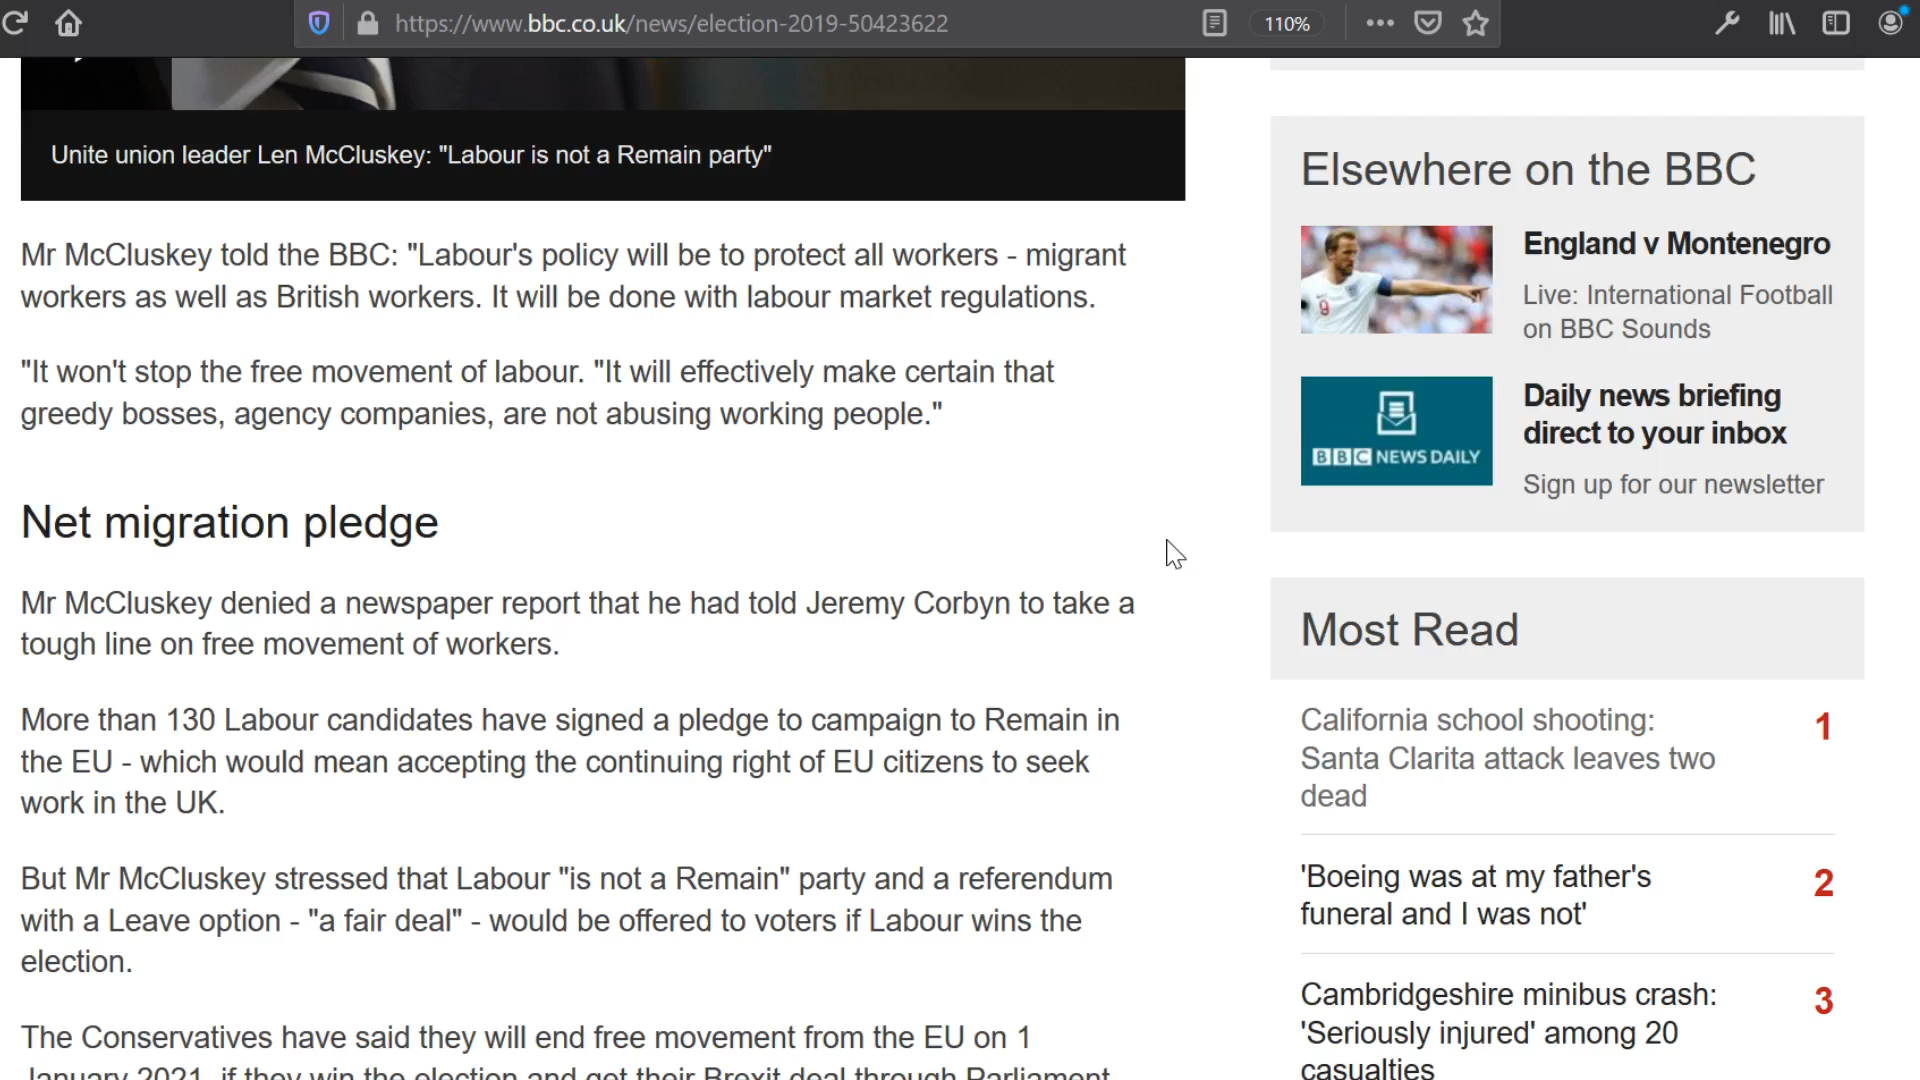 https://www.bbc.co.uk/news/election-2019-50423622
110%
Unite union leader Len McCluskey: "Labour is not a Remain party"
Mr McCluskey told the BBC: "Labour's policy will be to protect all workers - migrant
workers as well as British workers. It will be done with labour market regulations.
"It won't stop the free movement of labour. "It will effectively make certain that
greedy bosses, agency companies, are not abusing working people."
Net migration pledge
Mr McCluskey denied a newspaper report that he had told Jeremy Corbyn to take a
tough line on free movement of workers.
More than 130 Labour candidates have signed a pledge to campaign to Remain in
the EU - which would mean accepting the continuing right of EU citizens to seek
work in the UK.
But Mr McCluskey stressed that Labour "is not a Remain" party and a referendum
with a Leave option - "a fair deal" - would be offered to voters if Labour wins the
election.
The Conservatives have said they will end free movement from the EU on 1
January 2021, if they win the election and get their Brexit deal through Parliament
Elsewhere on the BBC
9
England v Montenegro
Live: International Football
on BBC Sounds
BBC NEWS DAILY
Daily news briefing
direct to your inbox
Sign up for our newsletter
Most Read
California school shooting:
Santa Clarita attack leaves two
dead
1
'Boeing was at my father's
funeral and I was not'
2
Cambridgeshire minibus crash:
'Seriously injured' among 20
casualties
3